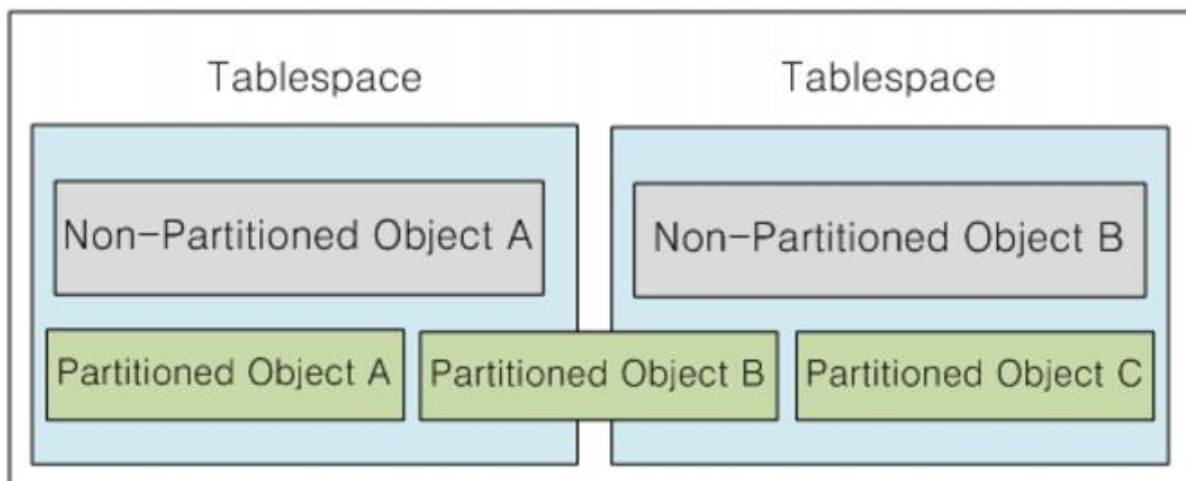 Tablespace
Tablespace
Non-Partitioned Object A
Non-Partitioned Object B
Partitioned Object A
Partitioned Object B
Partitioned Object C